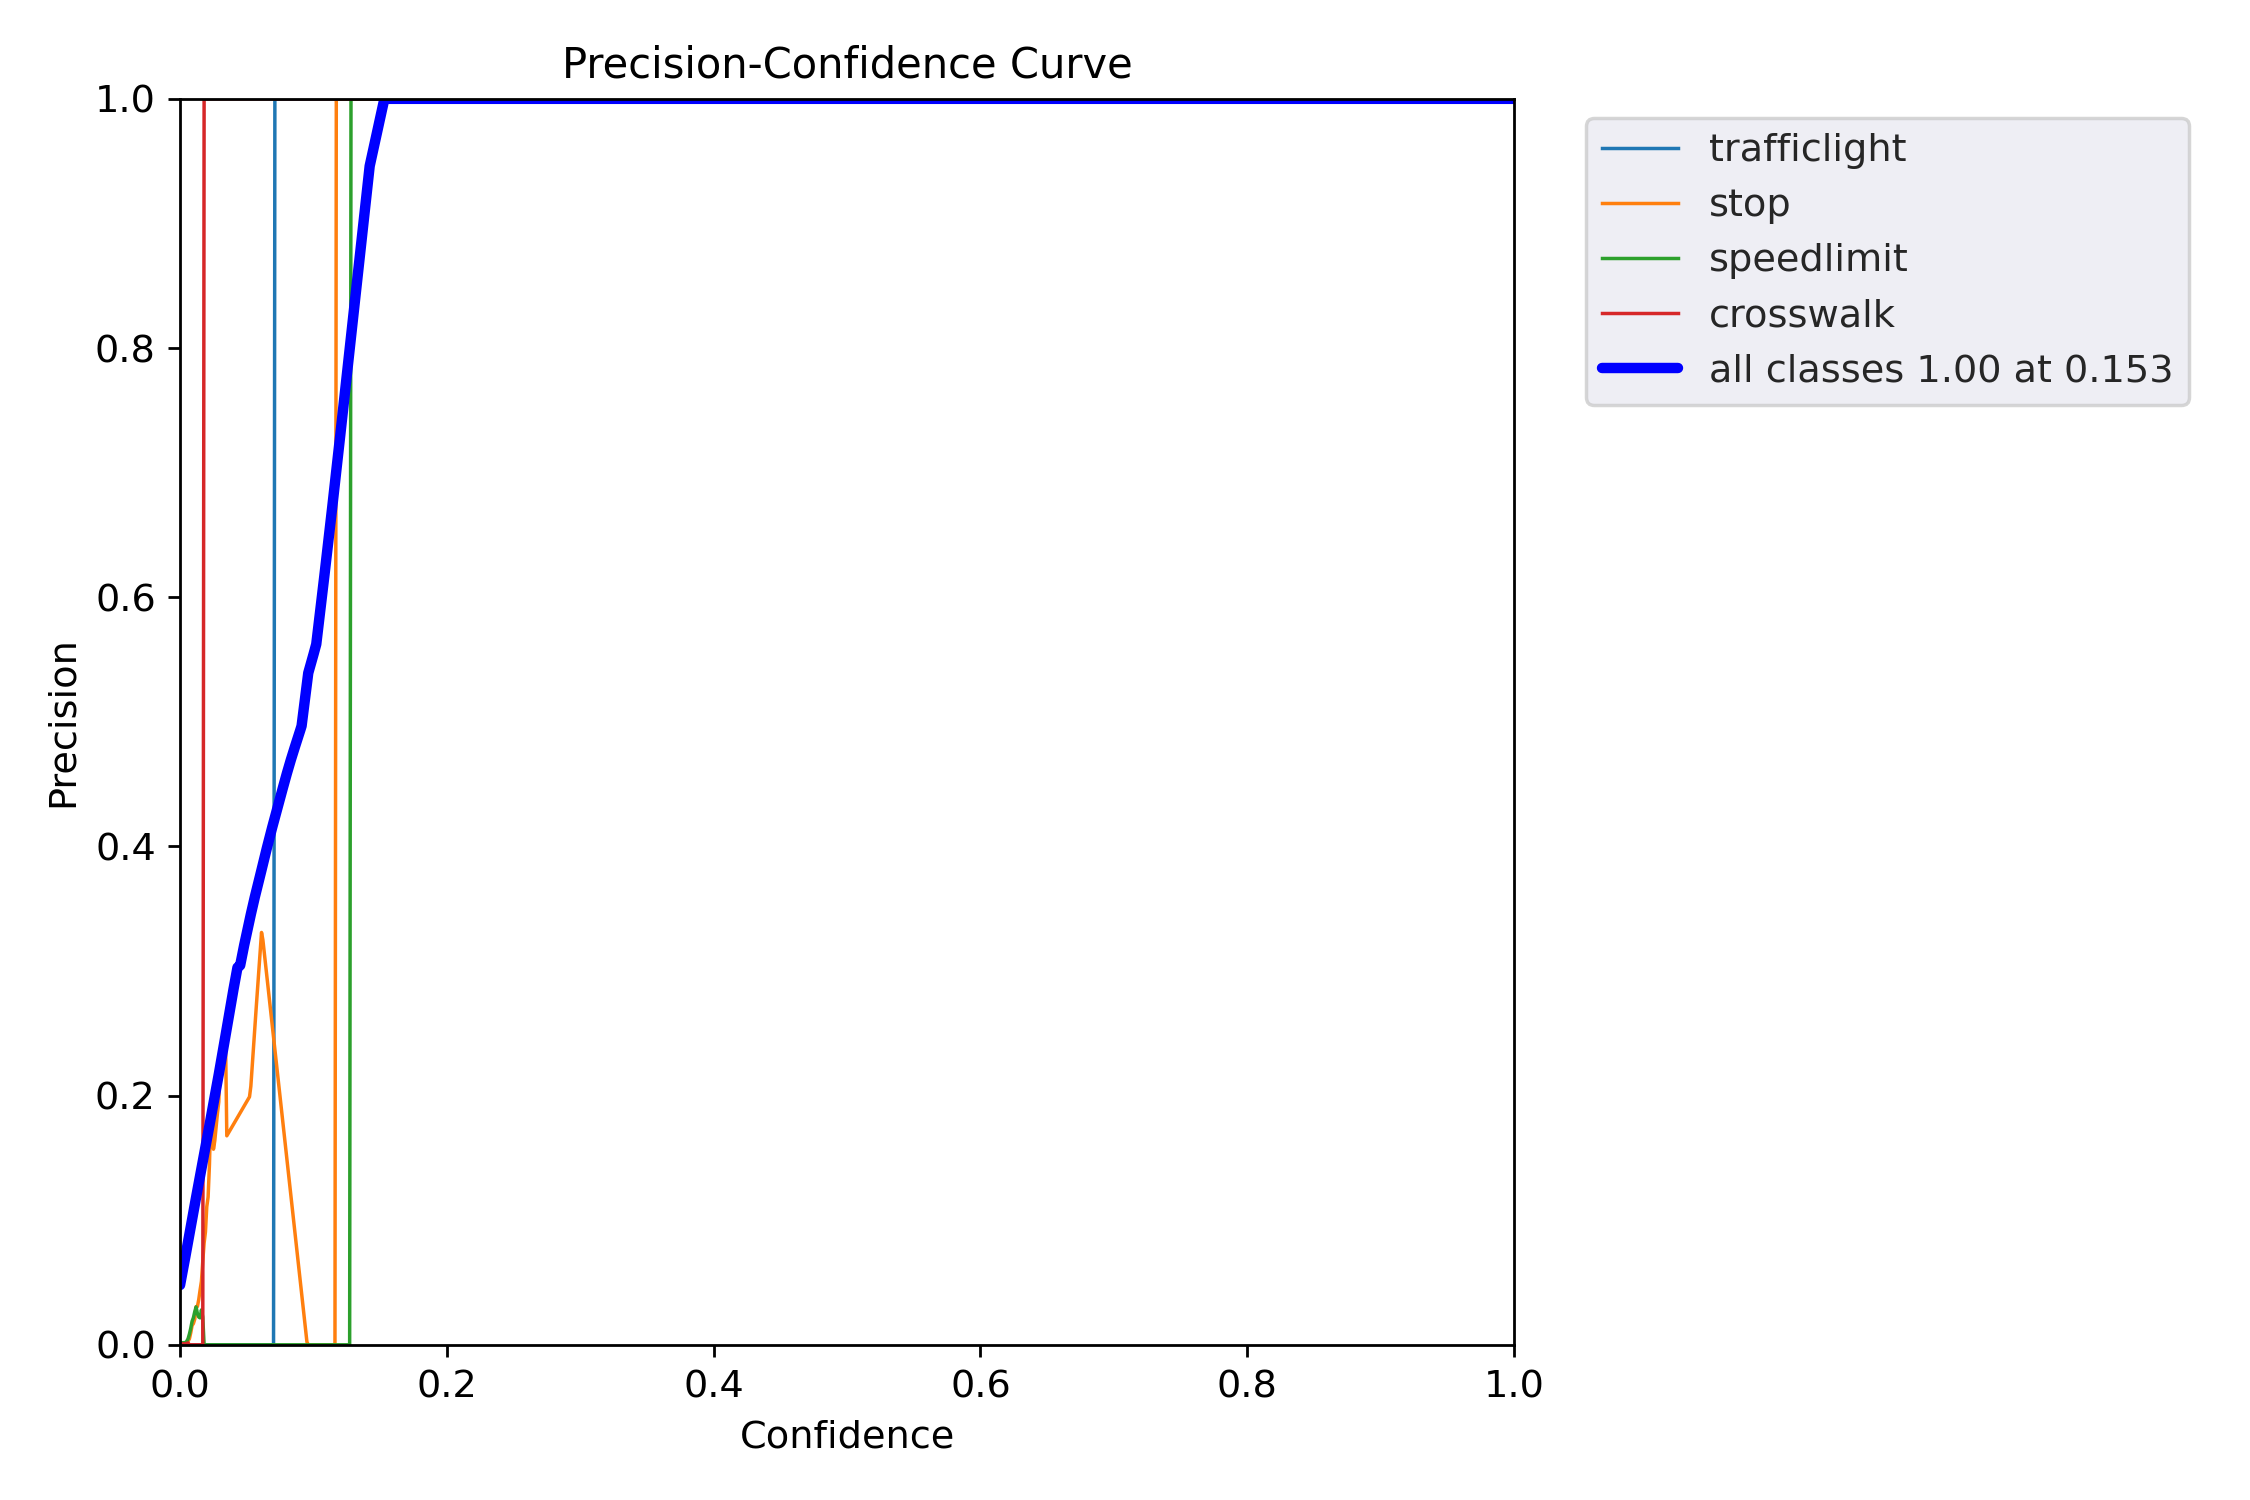 Precision-Confidence Curve
1.0
0.8
0.6
0.4
0.2
0.0
Precision
0.0 0.2 0.4 0.6 0.8 1.0
Confidence
trafficlight
stop
speedlimit
crosswalk
all classes 1.00 at 0.153